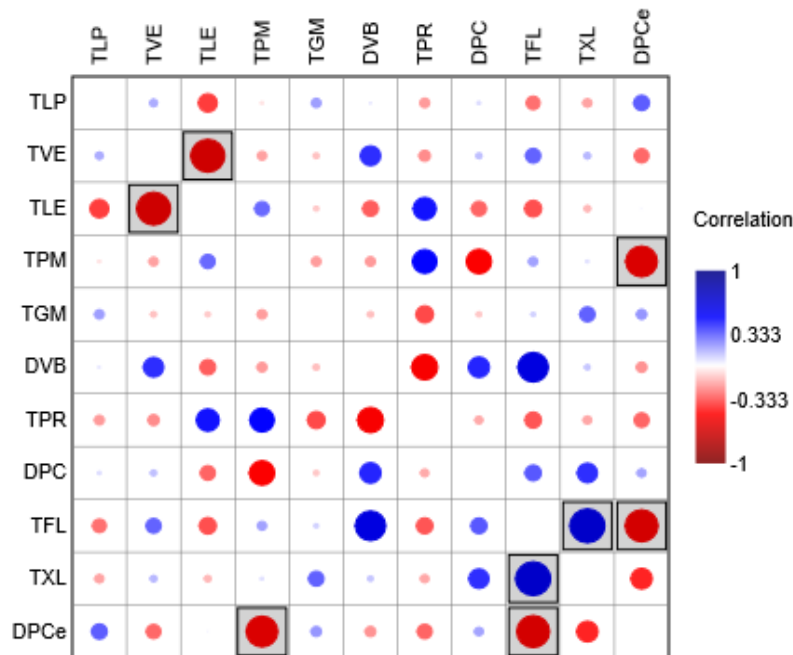 TLP TVE TLE TPM TGM DVB TPR DPC TFL TXL DPCe
TLP
TVE
TLE
TPM
TGM
DVB
TPR
DPC
TFL
TXL
DPCe
Correlation
1
0.333
-0.333
-1